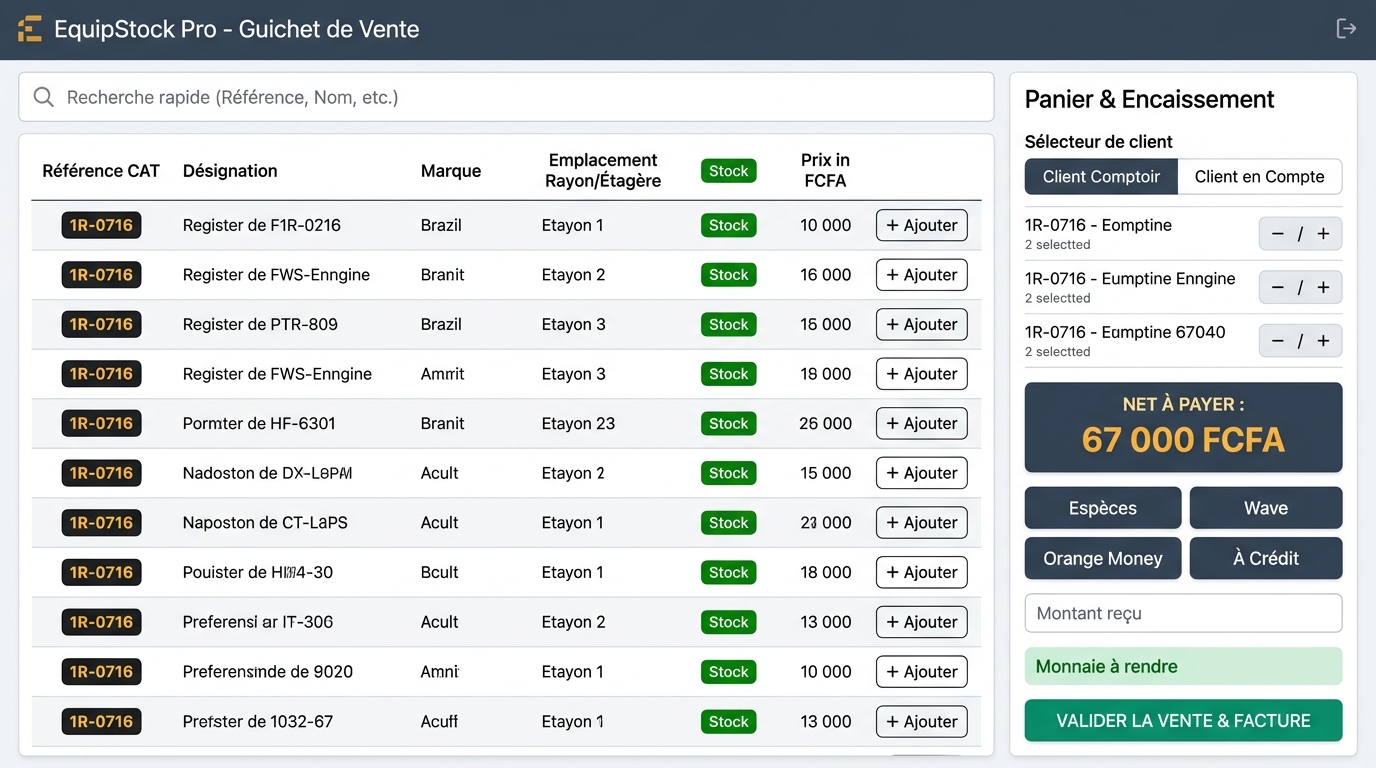 EquipStock Pro - Guichet de Vente
Recherche rapide (Référence, Nom, etc.)
Référence CAT Désignation Marque Emplacement Rayon/Étagère Stock Prix in FCFA
1R-0716 Register de F1R-0216 Brazil Etayon 1 Stock 10 000 + Ajouter
1R-0716 Register de FWS-Enngine Branit Etayon 2 Stock 16 000 + Ajouter
1R-0716 Register de PTR-809 Brazil Etayon 3 Stock 000 + Ajouter
1R-0716 Register de FWS-Enngine Amrit Etayon 3 Stock 000 + Ajouter
1R-0716 Pormter de HF-6301 Branit Etayon 23 Stock 26 000 + Ajouter
1R-0716 Nadoston de Acult Etayon 2 Stock 15 000 + Ajouter
1R-0716 Naposton de CT-LaPS Acult Etayon 1 Stock 000 + Ajouter
1R-0716 Pouister de Bcult Etayon 1 Stock 18 000 + Ajouter
1R-0716 Preferensi ar IT-306 Acult Etayon 2 Stock 13 000 + Ajouter
1R-0716 Preferensinde de 9020 Amni Etayon 1 Stock 10 000 + Ajouter
1R-0716 Prefster de 1032-67 Acuff Etayon 1 Stock 13 000 + Ajouter
Panier & Encaissement
Sélecteur de client
Client Comptoir Client en Compte
1R-0716 - Eomptine
2 selectted
− / +
1R-0716 - Eumptine Enngine
2 selectted
− / +
1R-0716 - Eumptine 67040
2 selectted
− / +
NET À PAYER :
67 000 FCFA
Espèces Wave
Orange Money À Crédit
Montant reçu
Monnaie à rendre
VALIDER LA VENTE & FACTURE